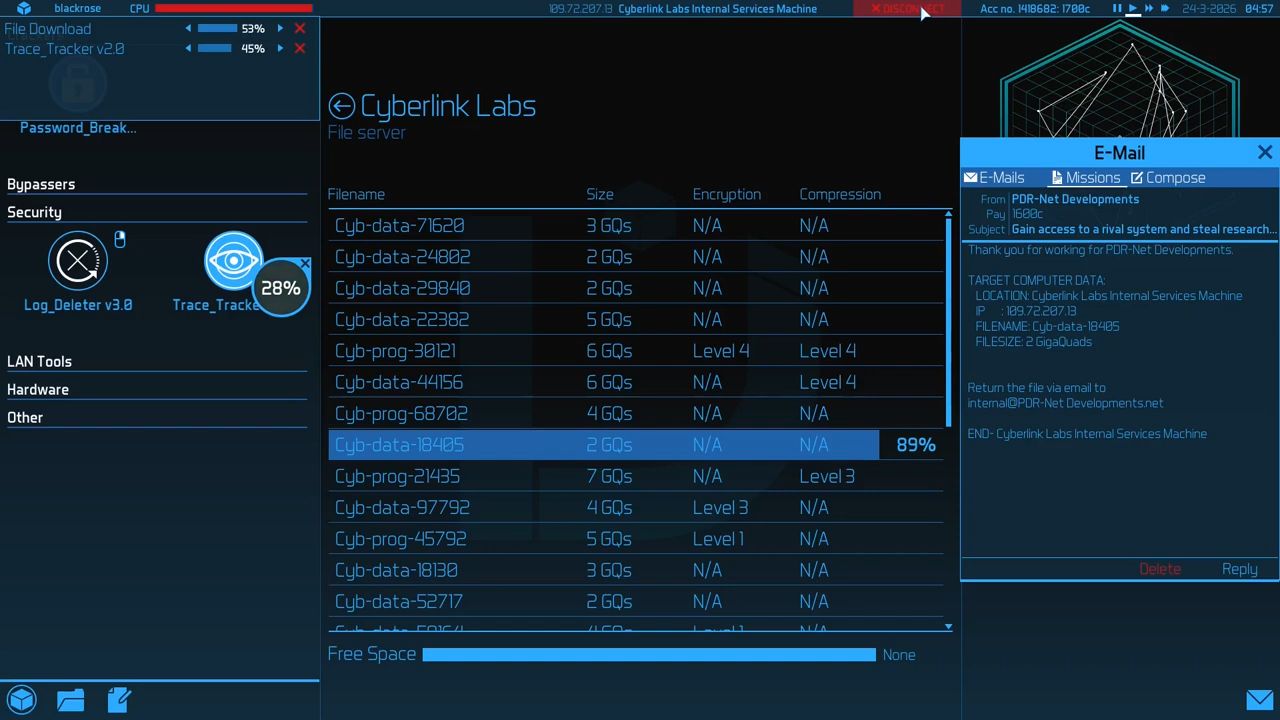 blackrose CPU 109.72.207.13 Cyberlink Labs Internal Services Machine DISCONNECT Acc no. 1418682: 1700c 24-3-2026 04:57
File Download 53%
Trace_Tracker v2.0 45%
Password_Break...
Bypassers
Security
28%
Log_Deleter v3.0 Trace_Tracke
LAN Tools
Hardware
Other
Cyberlink Labs
File server
Filename Size Encryption Compression
Cyb-data-71620 3 GQs N/A N/A
Cyb-data-24802 2 GQs N/A N/A
Cyb-data-29840 2 GQs N/A N/A
Cyb-data-22382 5 GQs N/A N/A
Cyb-prog-30121 6 GQs Level 4 Level 4
Cyb-data-44156 6 GQs N/A Level 4
Cyb-prog-68702 4 GQs N/A N/A
Cyb-data-18405 2 GQs N/A N/A 89%
Cyb-prog-21435 7 GQs N/A Level 3
Cyb-data-97792 4 GQs Level 3 N/A
Cyb-prog-45792 5 GQs Level 1 N/A
Cyb-data-18130 3 GQs N/A N/A
Cyb-data-52717 2 GQs N/A N/A
Free Space None
E-Mail
E-Mails Missions Compose
From PDR-Net Developments
Pay 1600c
Subject Gain access to a rival system and steal research...
Thank you for working for PDR-Net Developments.
TARGET COMPUTER DATA:
LOCATION: Cyberlink Labs Internal Services Machine
IP : 109.72.207.13
FILENAME: Cyb-data-18405
FILESIZE: 2 GigaQuads
Return the file via email to
internal@PDR-Net Developments.net
END- Cyberlink Labs Internal Services Machine
Delete Reply